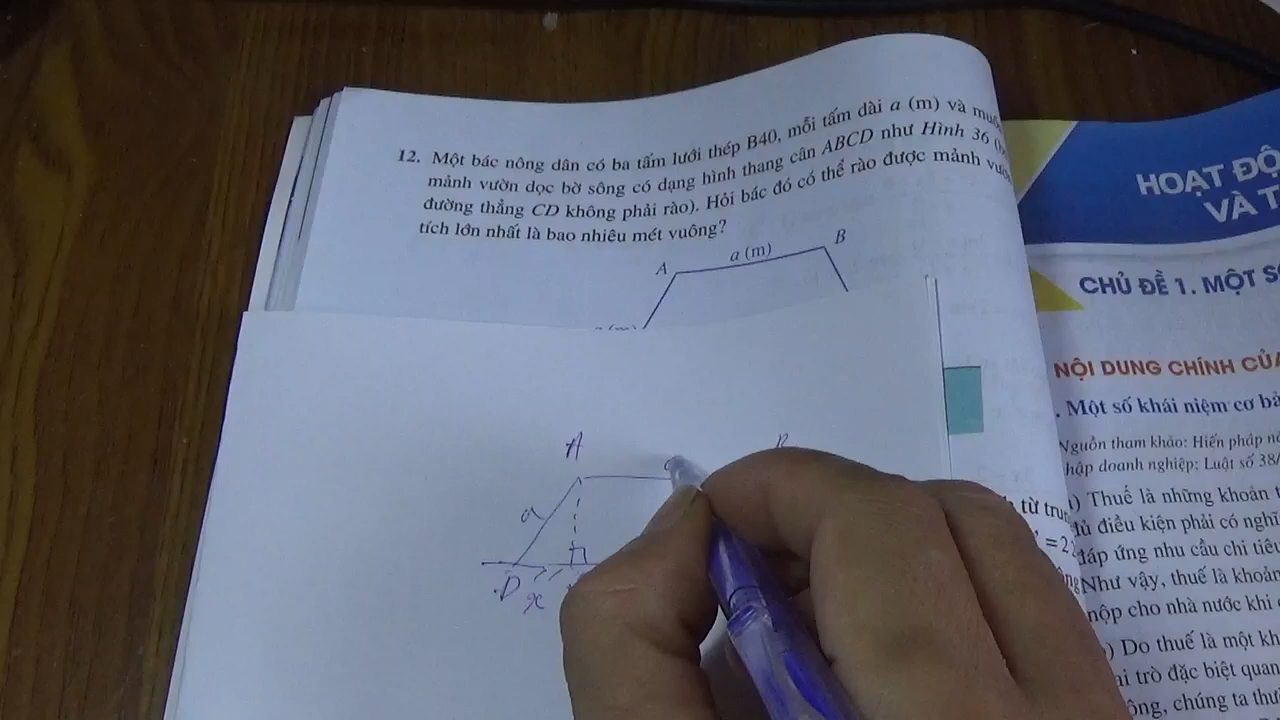 12. Một bác nông dân có ba tấm lưới thép B40, mỗi tấm dài a (m) và
mảnh vườn dọc bờ sông có dạng hình thang cân ABCD như Hình 36
đường thẳng CD không phải rào). Hỏi bác đó có thể rào được mảnh
tích lớn nhất là bao nhiêu mét vuông?
A
a (m)
B
A
a
D
x
HOẠT ĐỘ
VÀ T
CHỦ ĐỀ 1. MỘT S
NỘI DUNG CHÍNH CỦA
. Một số khái niệm cơ bả
Nguồn tham khảo: Hiến pháp
hập doanh nghiệp: Luật số 38/
) Thuế là những khoản
đủ điều kiện phải có nghĩ
đáp ứng nhu cầu chi tiêu
Như vậy, thuế là khoản
nộp cho nhà nước khi
) Do thuế là một kh
ai trò đặc biệt quan
ông, chúng ta thư
từ trun